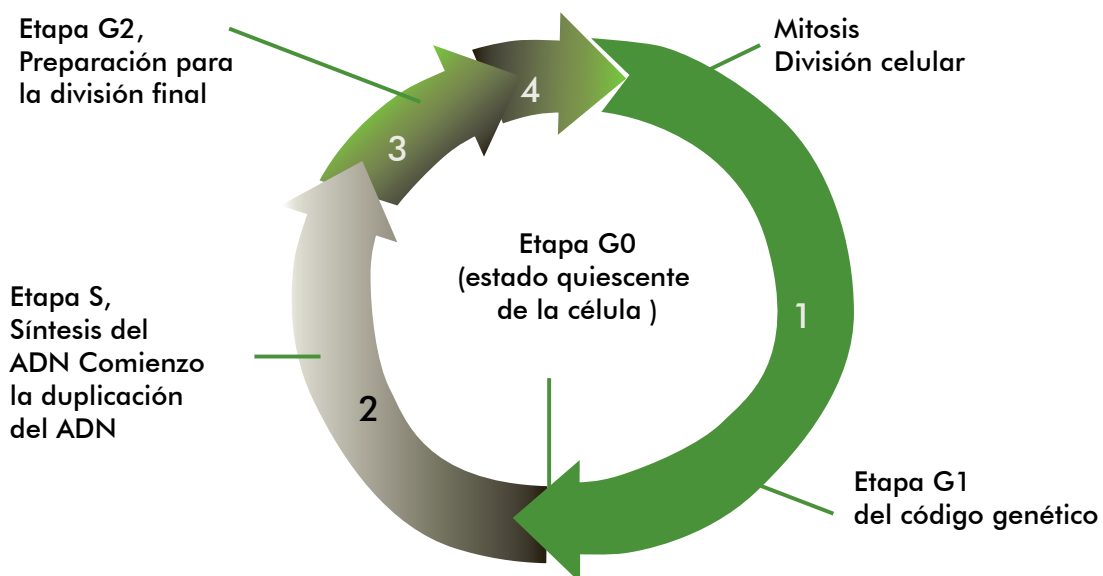 Etapa G2,
Preparación para
la división final
Mitosis
División celular
4
3
Etapa G0
(estado quiescente
de la célula )
1
Etapa S,
Síntesis del
ADN Comienzo
la duplicación
del ADN
2
Etapa G1
del código genético